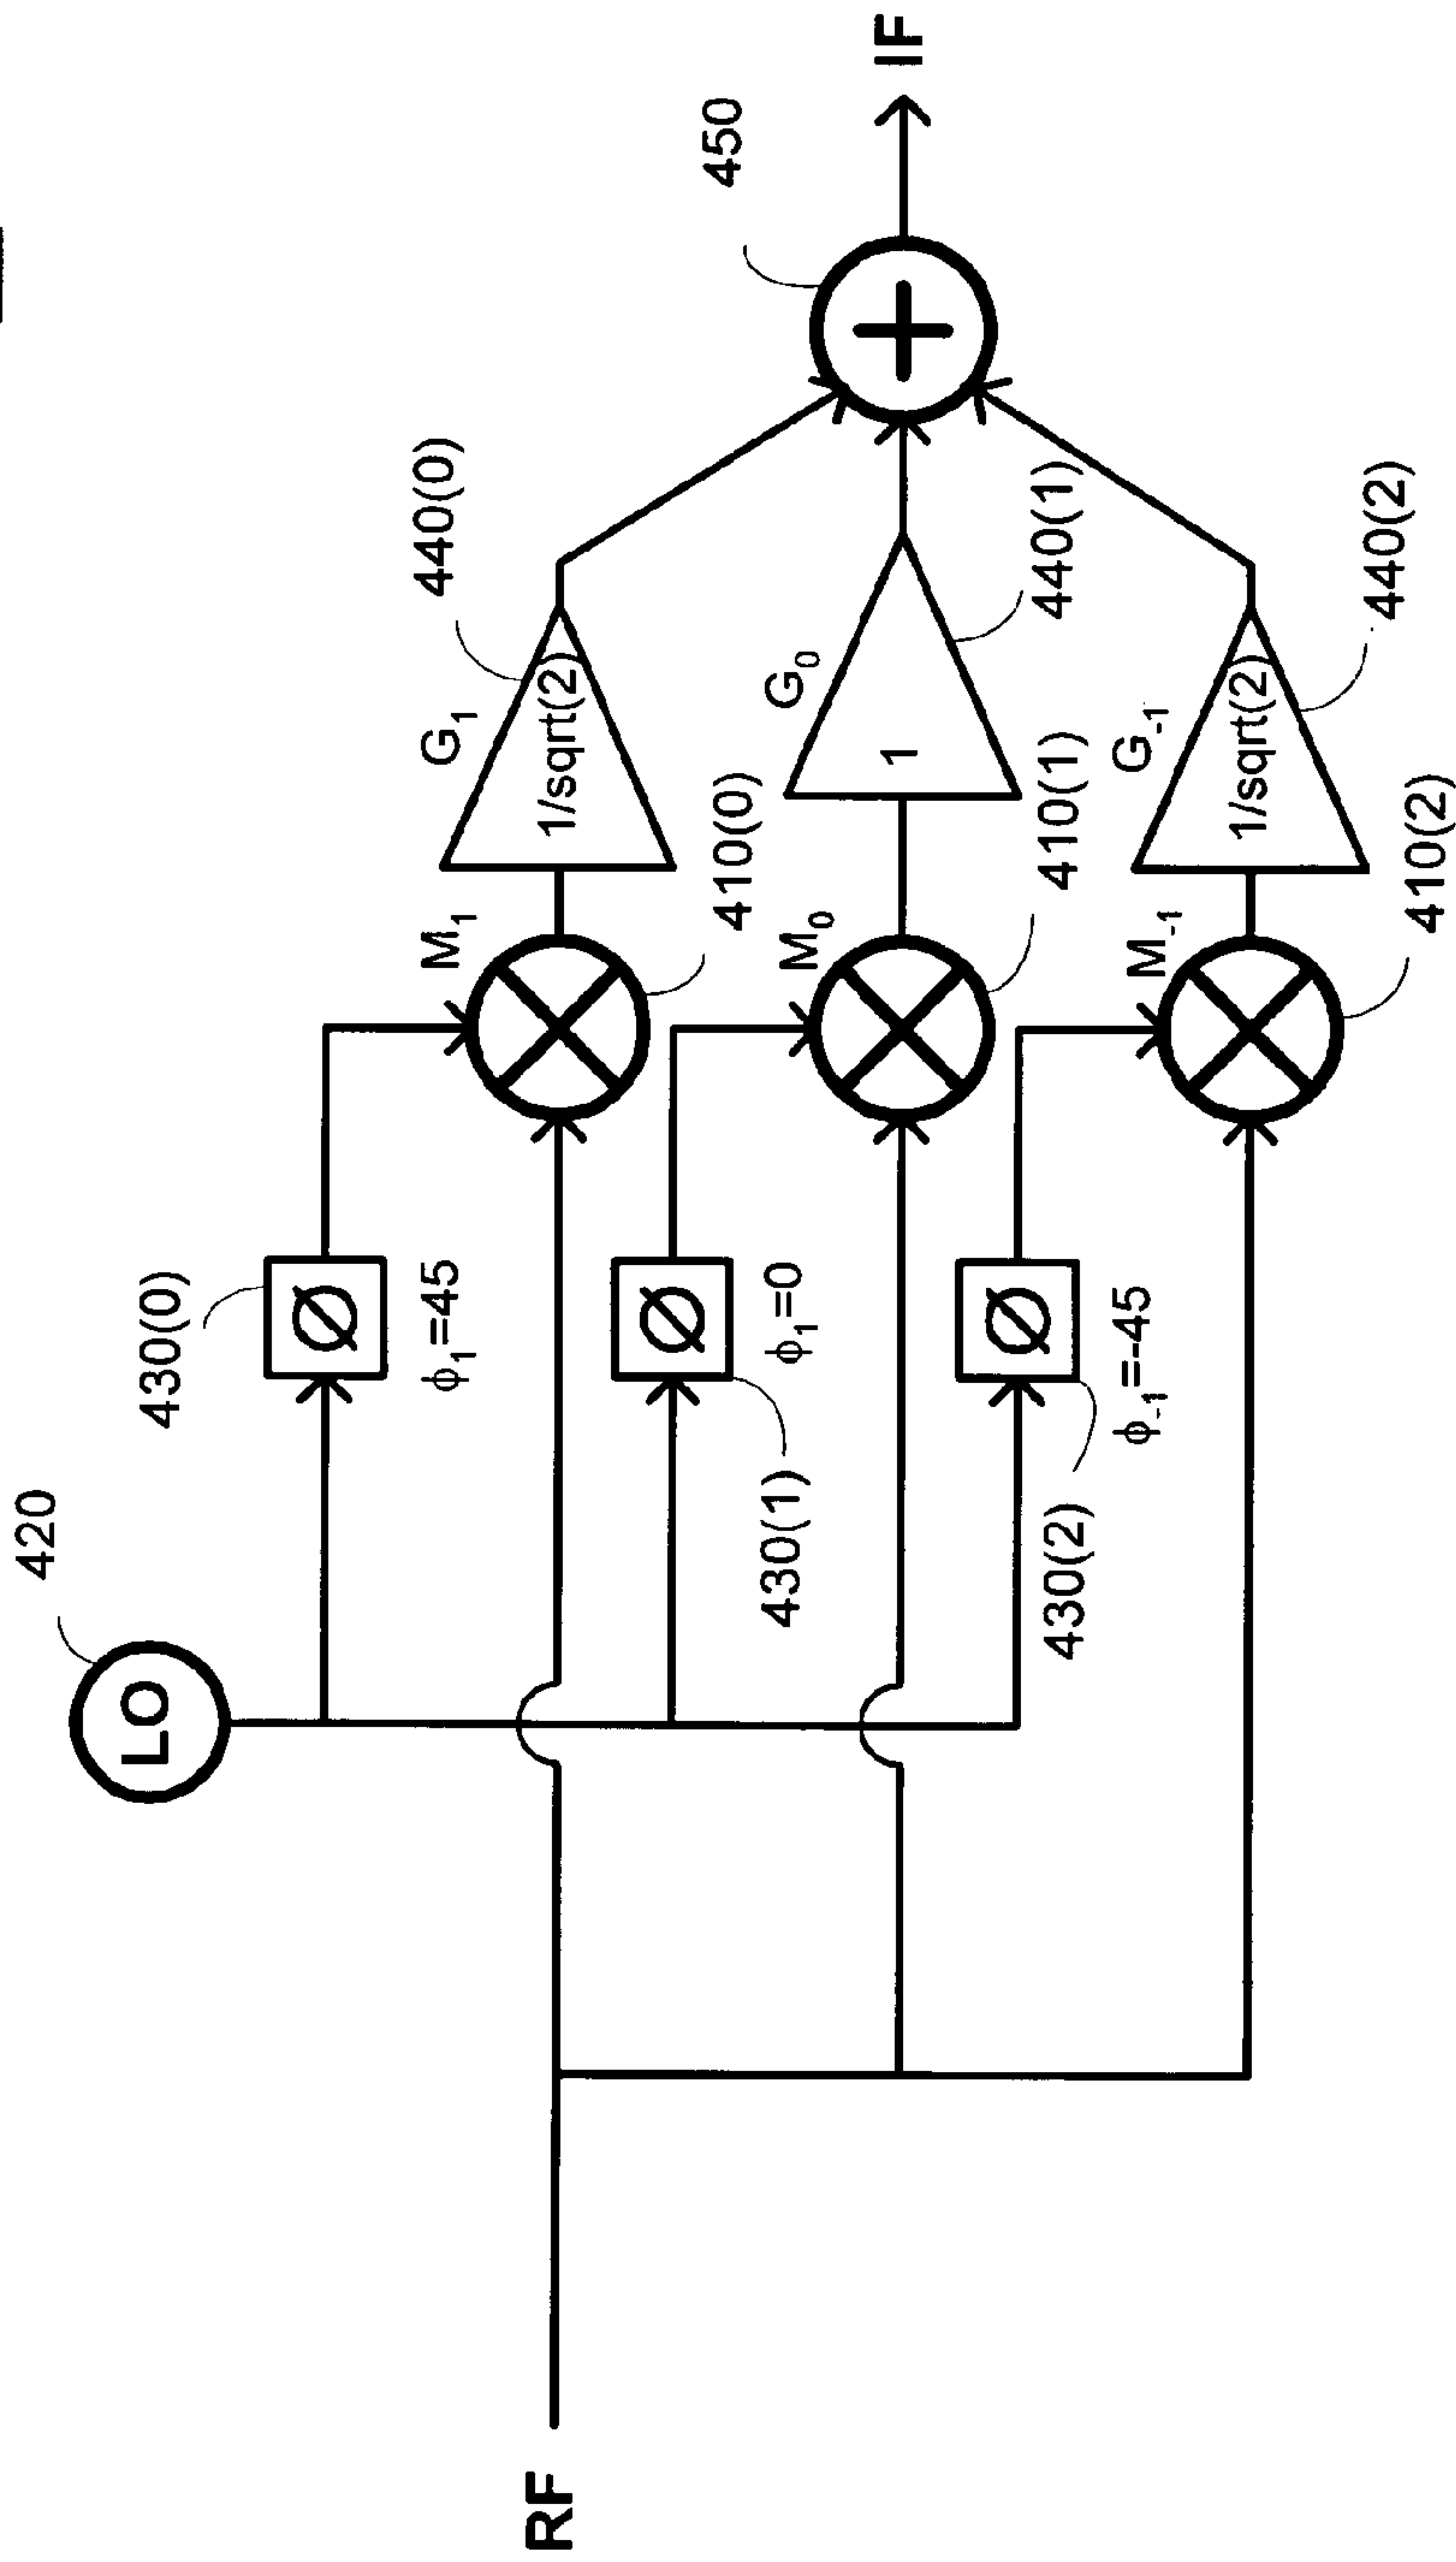 420
LO
430(0)
ϕ1=45
M1
410(0)
G1
1/sqrt(2)
440(0)
430(1)
ϕ1=0
M0
410(1)
G0
1
440(1)
450
+
IF
430(2)
ϕ-1=-45
M-1
410(2)
G-1
1/sqrt(2)
440(2)
RF
Ø
Ø
Ø